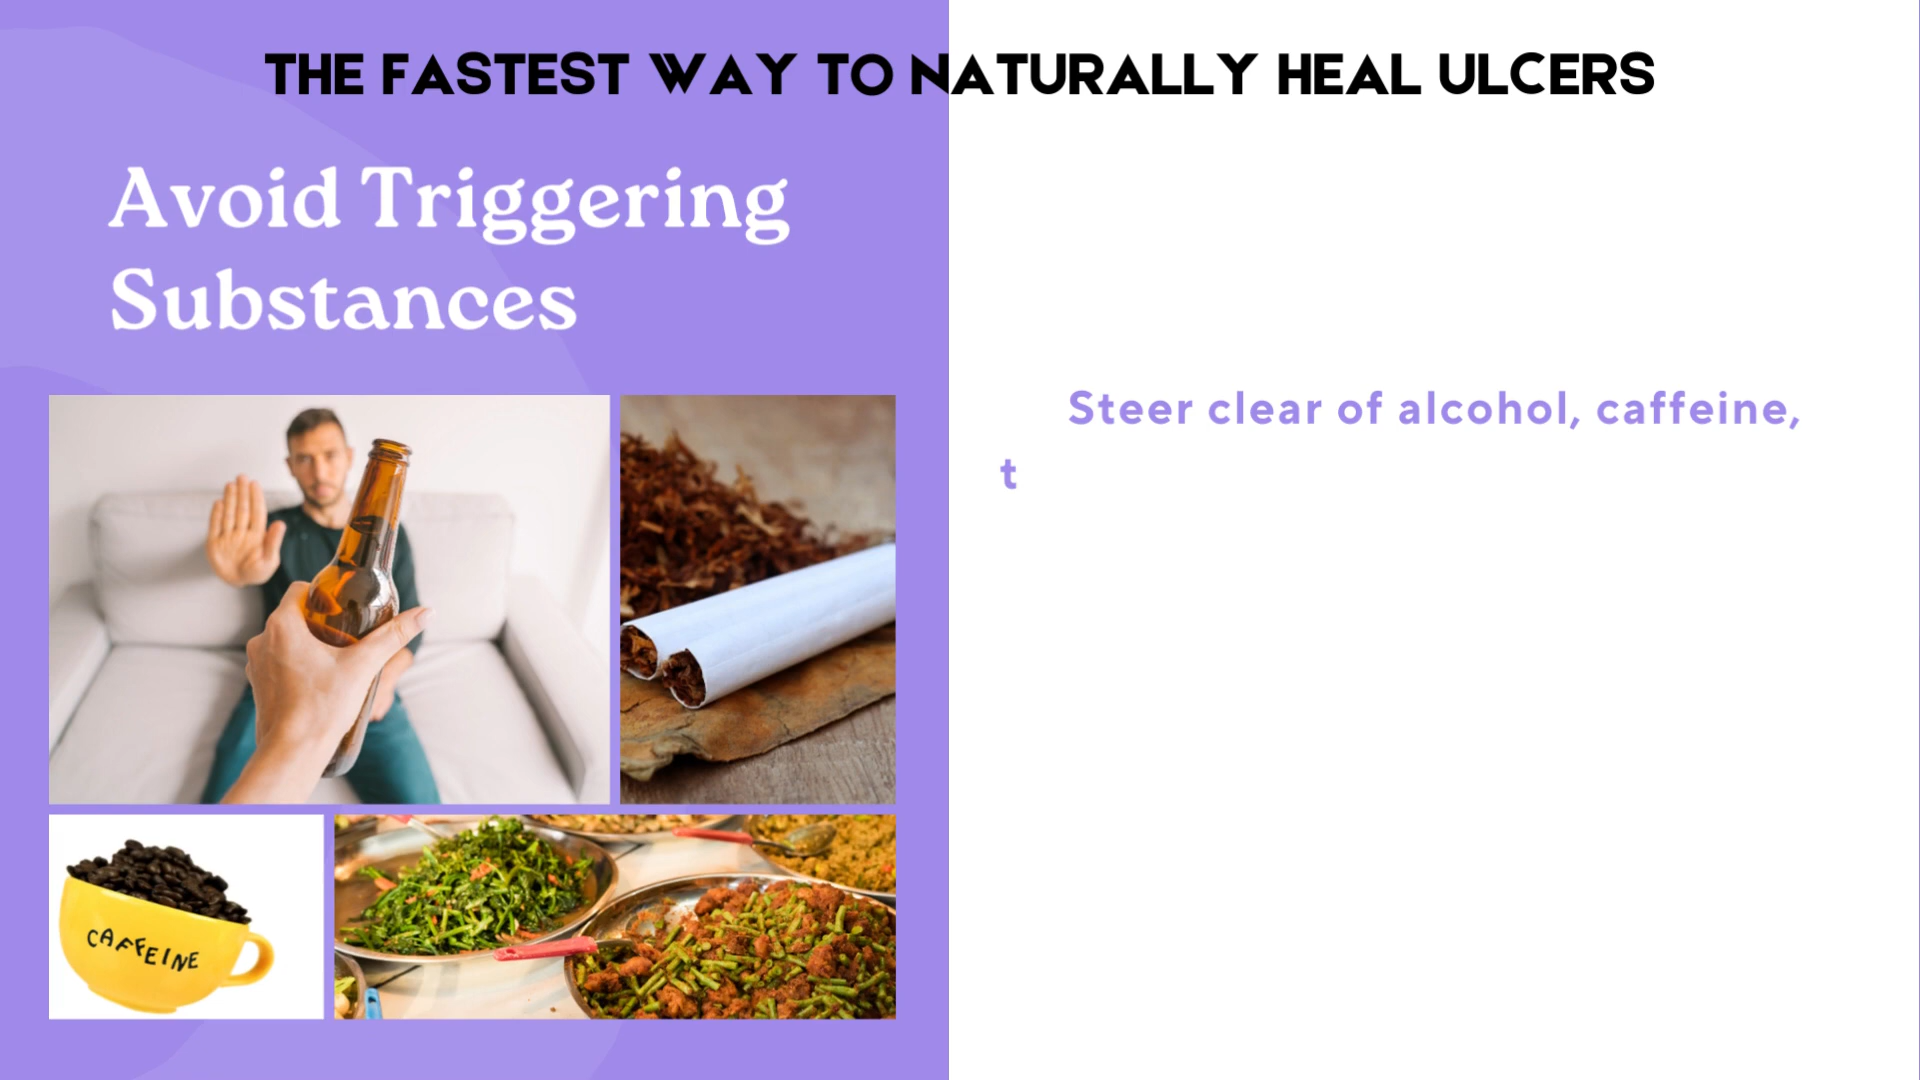 THE FASTEST WAY TO NATURALLY HEAL ULCERS
Avoid Triggering
Substances
Steer clear of alcohol, caffeine,
t
CAFFEINE